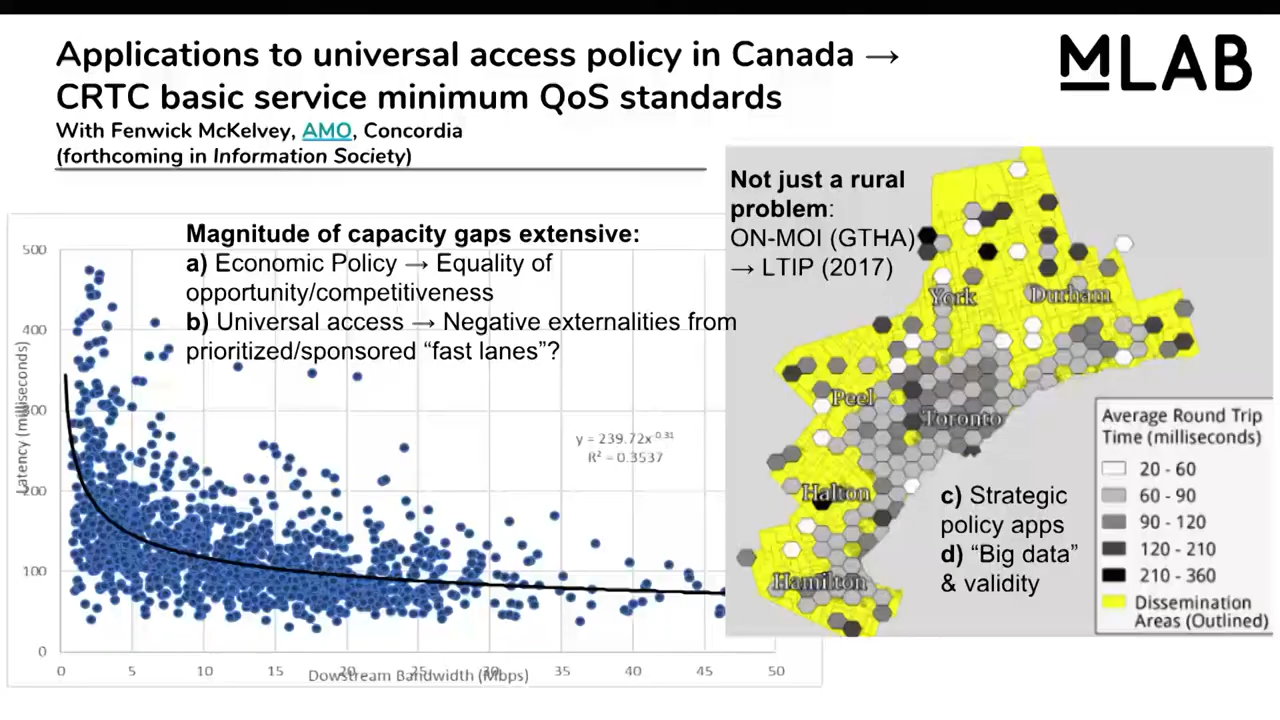 Applications to universal access policy in Canada →
CRTC basic service minimum QoS standards
With Fenwick McKelvey, AMO, Concordia
(forthcoming in Information Society)
MLAB
Magnitude of capacity gaps extensive:
a) Economic Policy → Equality of
opportunity/competitiveness
b) Universal access → Negative externalities from
prioritized/sponsored “fast lanes”?
500
400
300
200
100
0
Latency (milliseconds)
y = 239.72x^-0.31
R² = 0.3537
0 5 10 15 20 25 30 35 40 45 50
Dowstream Bandwidth (Mbps)
Not just a rural
problem:
ON-MOI (GTHA)
→ LTIP (2017)
York
Durham
Peel
Toronto
Halton
Hamilton
c) Strategic
policy apps
d) “Big data”
& validity
Average Round Trip
Time (milliseconds)
20 - 60
60 - 90
90 - 120
120 - 210
210 - 360
Dissemination
Areas (Outlined)